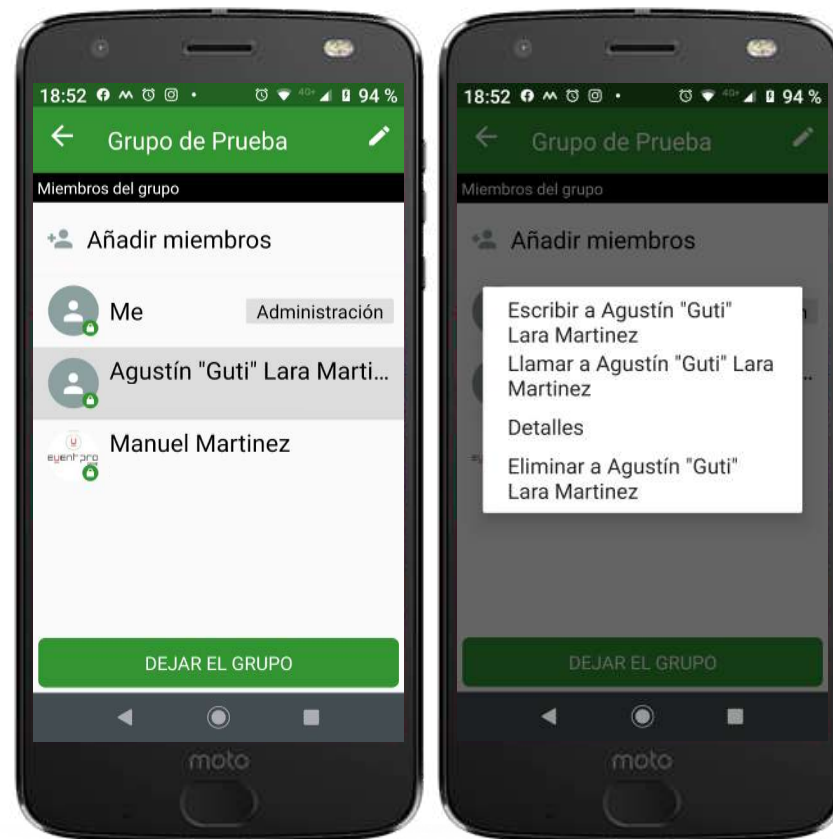 18:52 94 %
Grupo de Prueba
Miembros del grupo
Añadir miembros
Me Administración
Agustín "Guti" Lara Marti...
Manuel Martinez
DEJAR EL GRUPO
moto
18:52 94 %
Grupo de Prueba
Miembros del grupo
Añadir miembros
Escribir a Agustín "Guti"
Lara Martinez
Llamar a Agustín "Guti" Lara
Martinez
Detalles
Eliminar a Agustín "Guti"
Lara Martinez
DEJAR EL GRUPO
moto